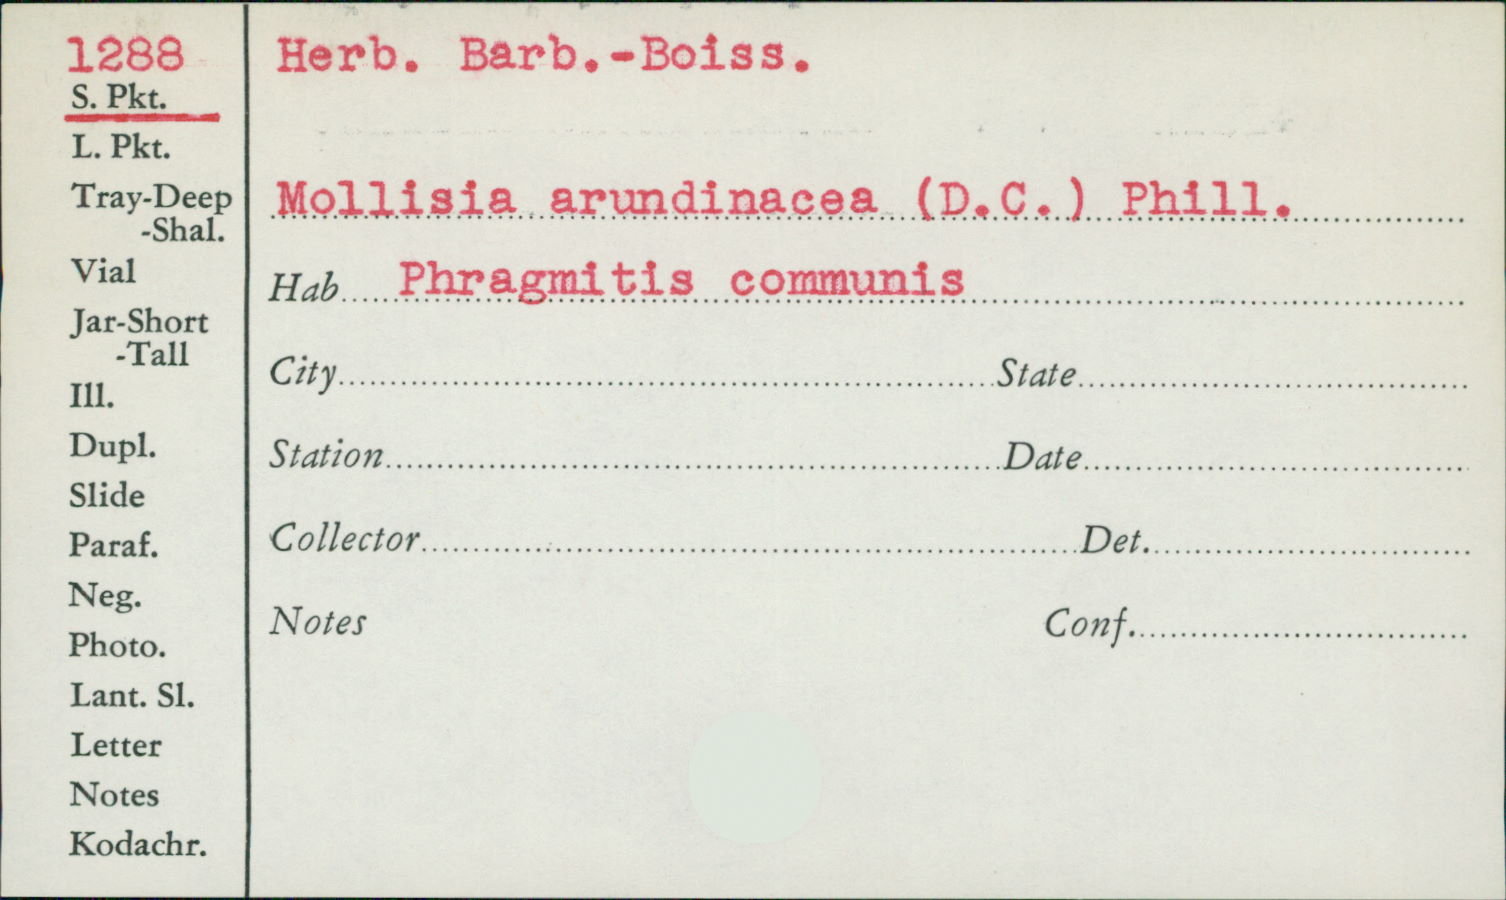 1288
S. Pkt.
L. Pkt.
Tray-Deep
-Shal.
Vial
Jar-Short
-Tall
Ill.
Dupl.
Slide
Paraf.
Neg.
Photo.
Lant. Sl.
Letter
Notes
Kodachr.
Herb. Barb.-Boiss.
Mollisia arundinacea (D.C.) Phill.
Hab Phragmitis communis
City State
Station Date
Collector Det.
Notes Conf.